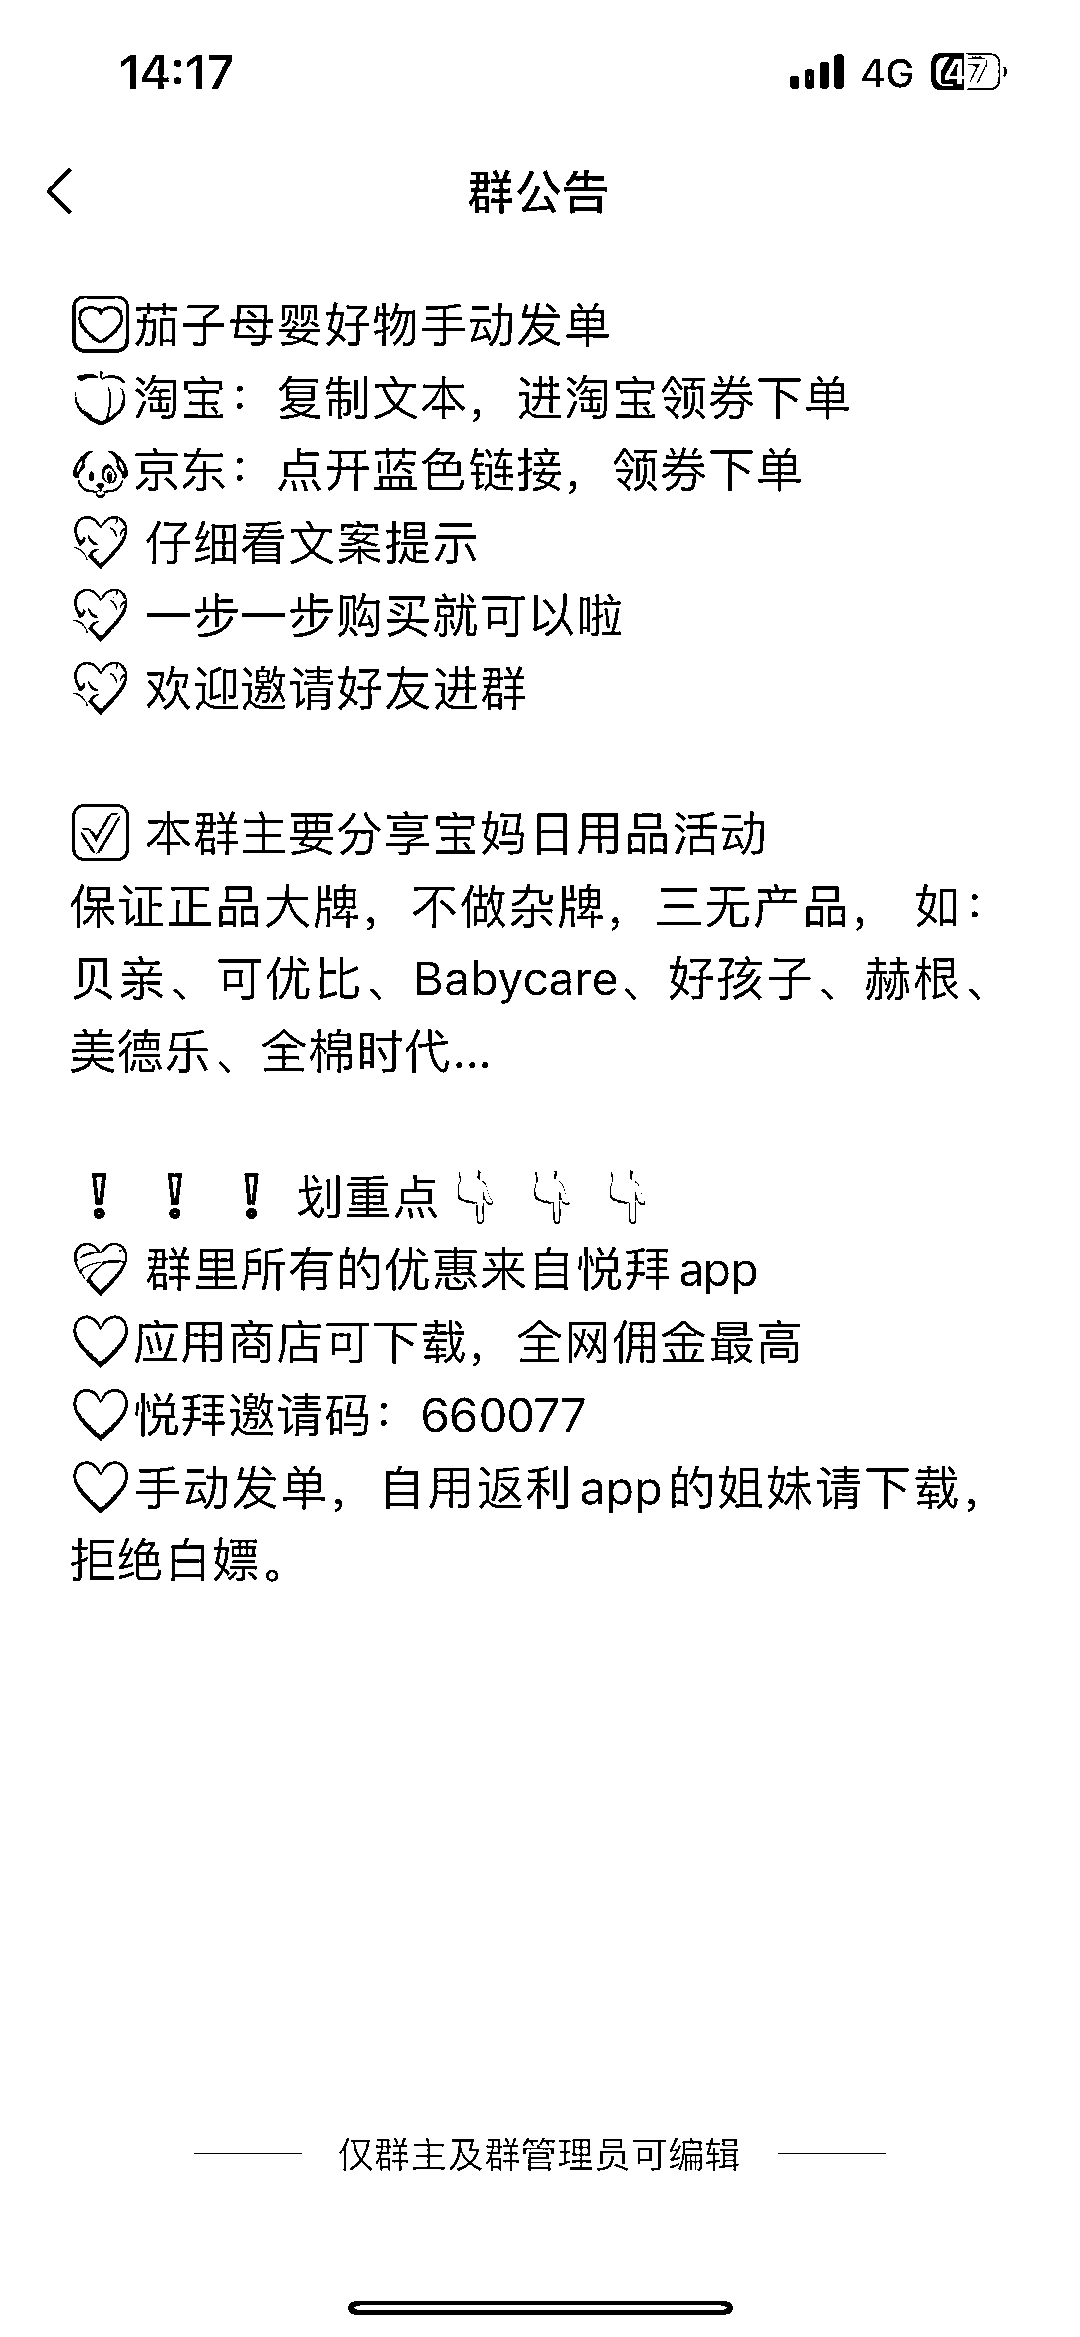 14:17
4G 47
群公告
茄子母婴好物手动发单
淘宝：复制文本，进淘宝领券下单
京东：点开蓝色链接，领券下单
仔细看文案提示
一步一步购买就可以啦
欢迎邀请好友进群
本群主要分享宝妈日用品活动
保证正品大牌，不做杂牌，三无产品， 如：
贝亲、可优比、Babycare、好孩子、赫根、
美德乐、全棉时代...
❗❗❗划重点👇👇👇
群里所有的优惠来自悦拜app
应用商店可下载，全网佣金最高
悦拜邀请码：660077
手动发单，自用返利app的姐妹请下载，
拒绝白嫖。
仅群主及群管理员可编辑